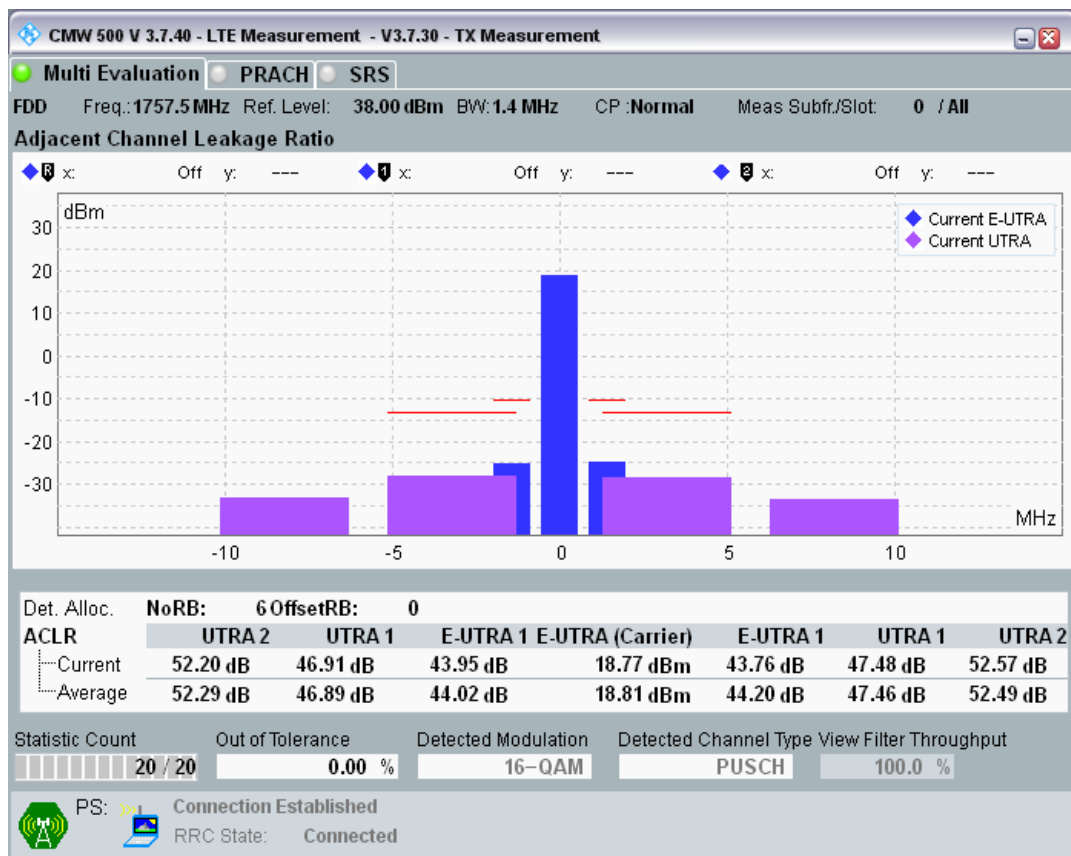 CMW 500 V 3.7.40 - LTE Measurement - V3.7.30 - TX Measurement
Multi Evaluation PRACH SRS
FDD Freq.: 1757.5 MHz Ref. Level: 38.00 dBm BW: 1.4 MHz CP :Normal Meas Subfr./Slot: 0 / All
Adjacent Channel Leakage Ratio
R x: Off y: --- 1 x: Off y: --- 2 x: Off y: ---
dBm
Current E-UTRA
Current UTRA
30
20
10
0
-10
-20
-30
MHz
-10 -5 0 5 10
Det. Alloc. NoRB: 6 OffsetRB: 0
ACLR UTRA 2 UTRA 1 E-UTRA 1 E-UTRA (Carrier) E-UTRA 1 UTRA 1 UTRA 2
Current 52.20 dB 46.91 dB 43.95 dB 18.77 dBm 43.76 dB 47.48 dB 52.57 dB
Average 52.29 dB 46.89 dB 44.02 dB 18.81 dBm 44.20 dB 47.46 dB 52.49 dB
Statistic Count Out of Tolerance Detected Modulation Detected Channel Type View Filter Throughput
20 / 20 0.00 % 16-QAM PUSCH 100.0 %
PS: Connection Established
RRC State: Connected